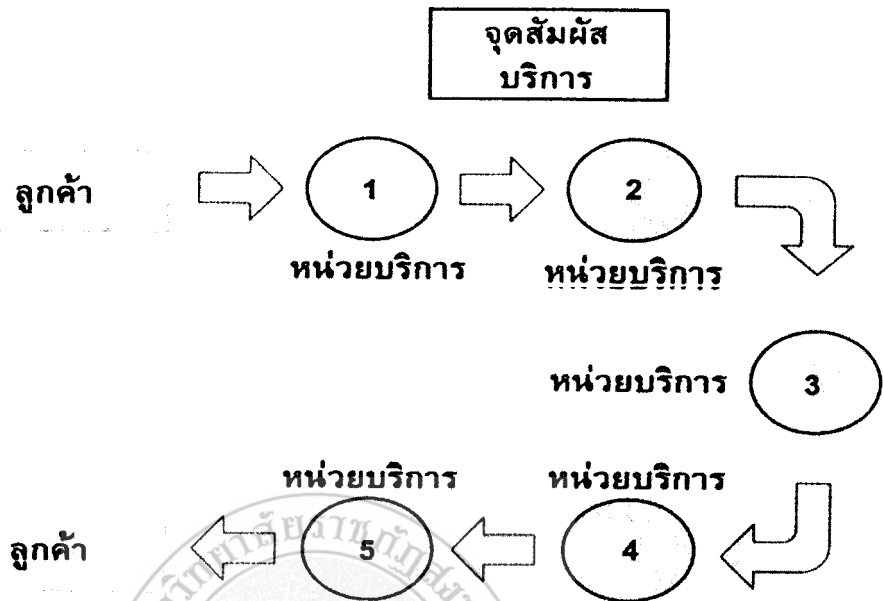 จุดสัมผัส
บริการ
ลูกค้า
1
2
หน่วยบริการ
หน่วยบริการ
หน่วยบริการ
3
หน่วยบริการ
หน่วยบริการ
ลูกค้า
5
4